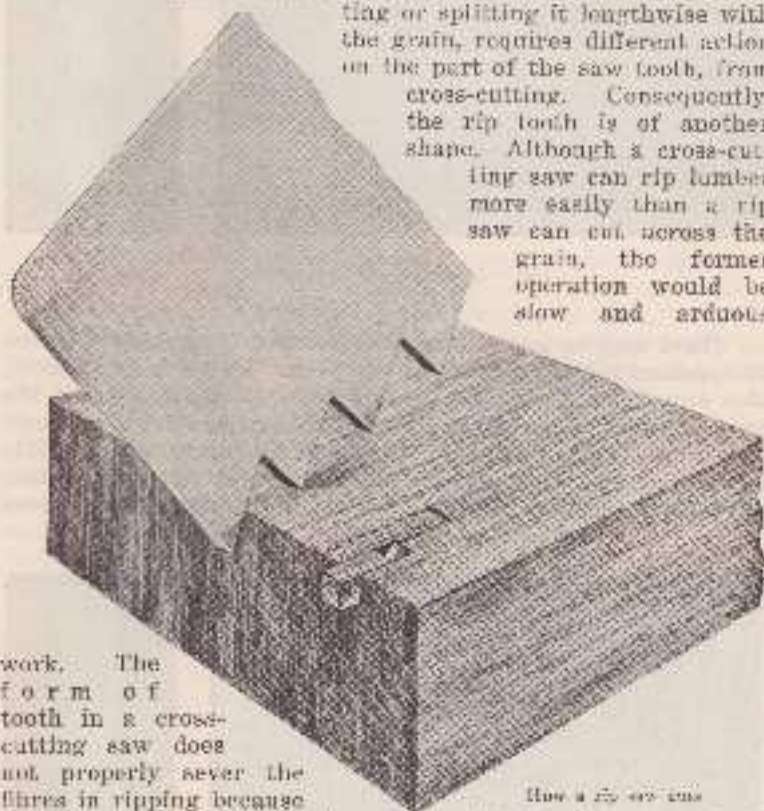 ting or splitting it lengthwise with
the grain, requires different action
on the part of the saw tooth, from
cross-cutting. Consequently
the rip tooth is of another
shape. Although a cross-cut-
ting saw can rip lumber
more easily than a rip
saw can cut across the
grain, the former
operation would be
slow and arduous
work. The
form of
tooth in a cross-
cutting saw does
not properly sever the
fibres in ripping because
How a rip saw cuts